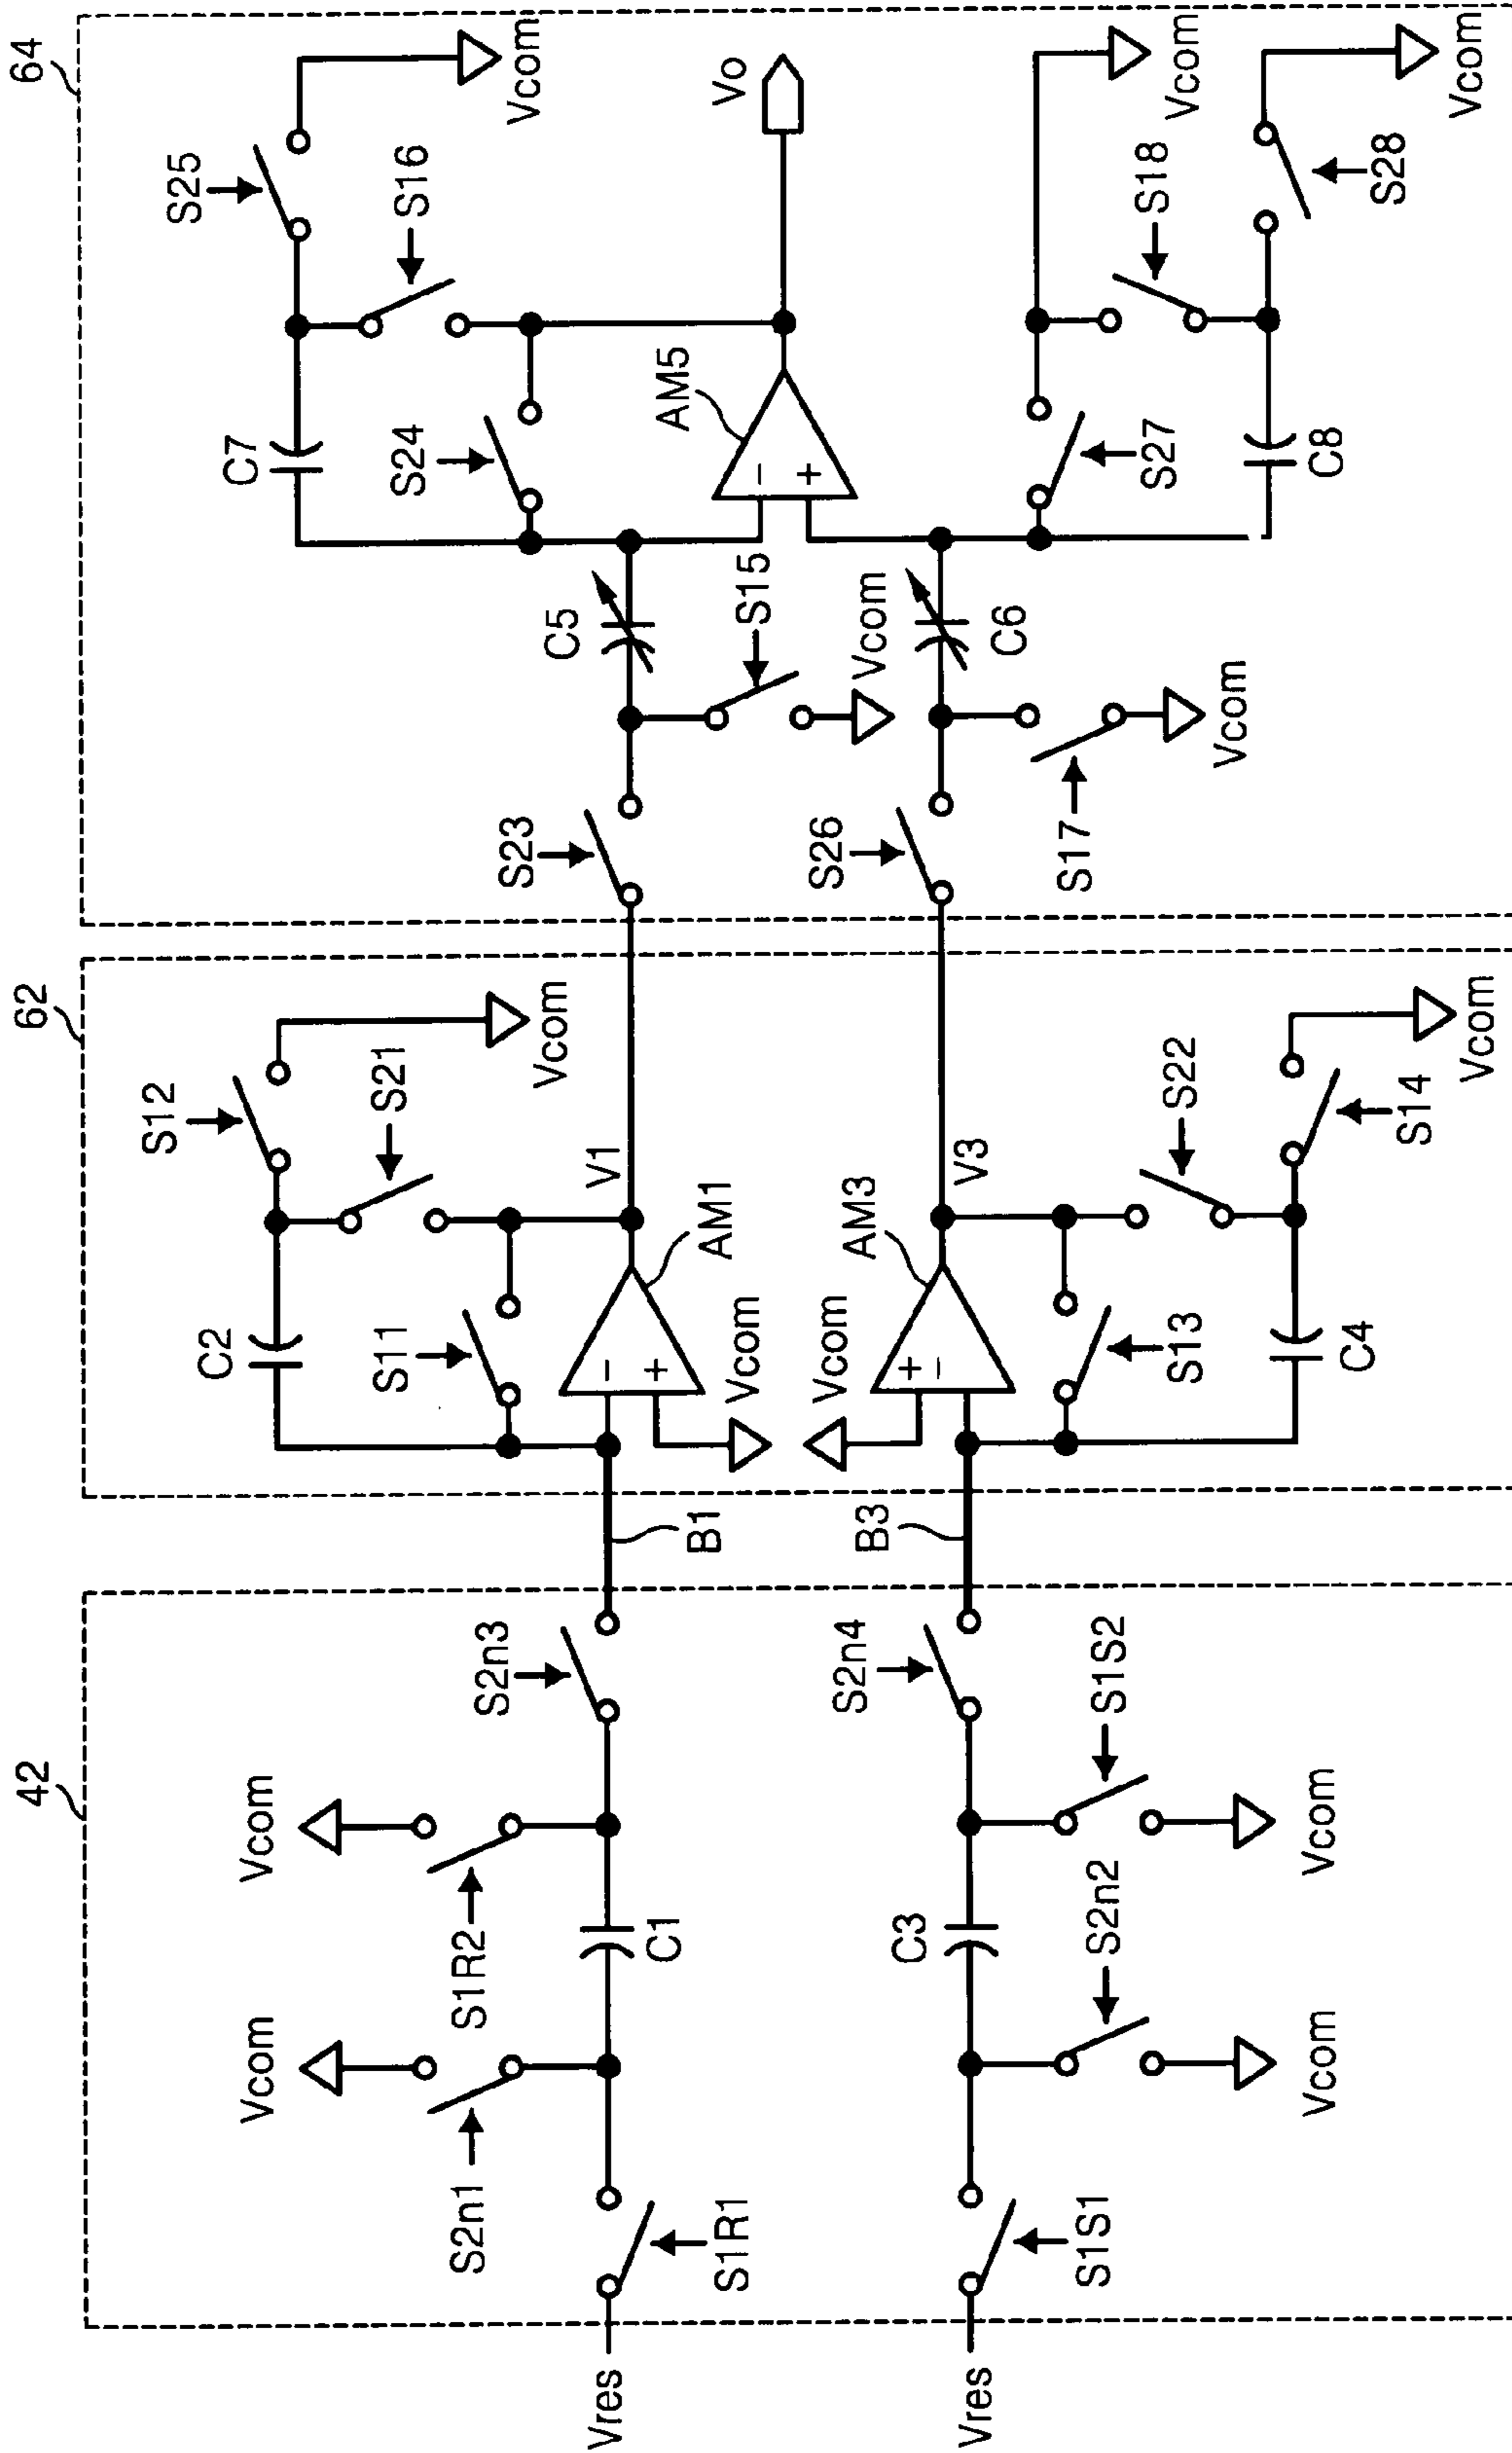 42
62
64
Vcom
Vcom
S2n1
S1R2
S2n3
Vres
S1R1
C1
B1
Vres
S1S1
C3
S2n2
S1S2
S2n4
B3
Vcom
Vcom
C2
S12
S11
S21
Vcom
V1
AM1
-
+
Vcom
Vcom
+
-
AM3
V3
S13
S22
C4
S14
Vcom
S23
C5
S15
Vcom
S26
C6
S17
Vcom
C7
S25
S24
S16
Vcom
AM5
-
+
Vo
S27
S18
Vcom
C8
S28
Vcom